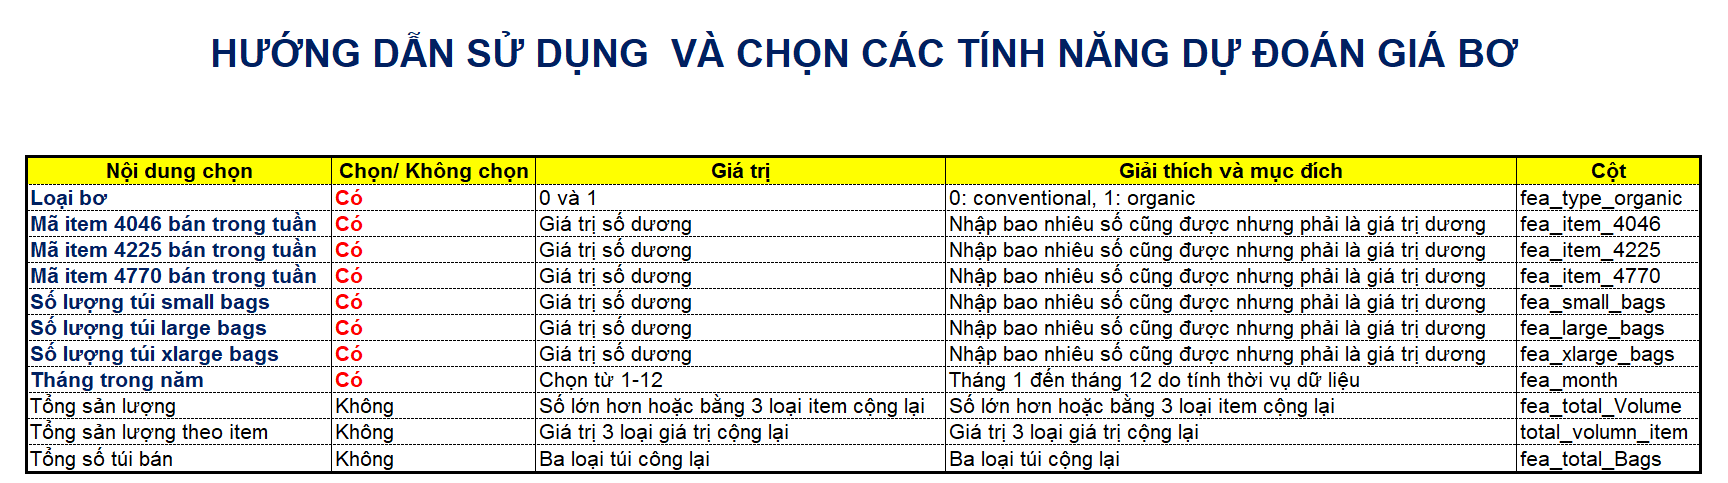 HƯỚNG DẪN SỬ DỤNG  VÀ CHỌN CÁC TÍNH NĂNG DỰ ĐOÁN GIÁ BƠ
Nội dung chọn Chọn/ Không chọn Giá trị Giải thích và mục đích Cột
Loại bơ Có 0 và 1 0: conventional, 1: organic fea_type_organic
Mã item 4046 bán trong tuần Có Giá trị số dương Nhập bao nhiêu số cũng được nhưng phải là giá trị dương fea_item_4046
Mã item 4225 bán trong tuần Có Giá trị số dương Nhập bao nhiêu số cũng được nhưng phải là giá trị dương fea_item_4225
Mã item 4770 bán trong tuần Có Giá trị số dương Nhập bao nhiêu số cũng được nhưng phải là giá trị dương fea_item_4770
Số lượng túi small bags Có Giá trị số dương Nhập bao nhiêu số cũng được nhưng phải là giá trị dương fea_small_bags
Số lượng túi large bags Có Giá trị số dương Nhập bao nhiêu số cũng được nhưng phải là giá trị dương fea_large_bags
Số lượng túi xlarge bags Có Giá trị số dương Nhập bao nhiêu số cũng được nhưng phải là giá trị dương fea_xlarge_bags
Tháng trong năm Có Chọn từ 1-12 Tháng 1 đến tháng 12 do tính thời vụ dữ liệu fea_month
Tổng sản lượng Không Số lớn hơn hoặc bằng 3 loại item cộng lại Số lớn hơn hoặc bằng 3 loại item cộng lại fea_total_Volume
Tổng sản lượng theo item Không Giá trị 3 loại giá trị cộng lại Giá trị 3 loại giá trị cộng lại total_volumn_item
Tổng số túi bán Không Ba loại túi công lại Ba loại túi cộng lại fea_total_Bags